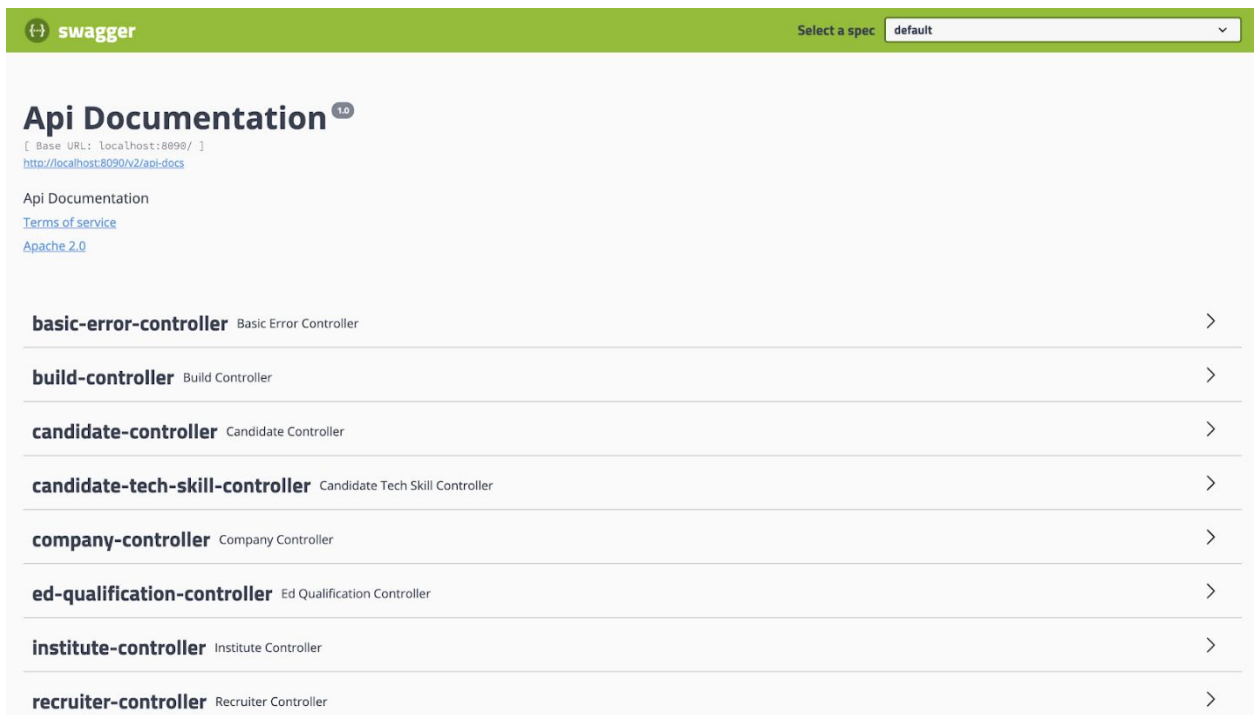 {-} swagger Select a spec default
Api Documentation 1.0
[ Base URL: localhost:8090/ ]
http://localhost:8090/v2/api-docs
Api Documentation
Terms of service
Apache 2.0
basic-error-controller Basic Error Controller
build-controller Build Controller
candidate-controller Candidate Controller
candidate-tech-skill-controller Candidate Tech Skill Controller
company-controller Company Controller
ed-qualification-controller Ed Qualification Controller
institute-controller Institute Controller
recruiter-controller Recruiter Controller